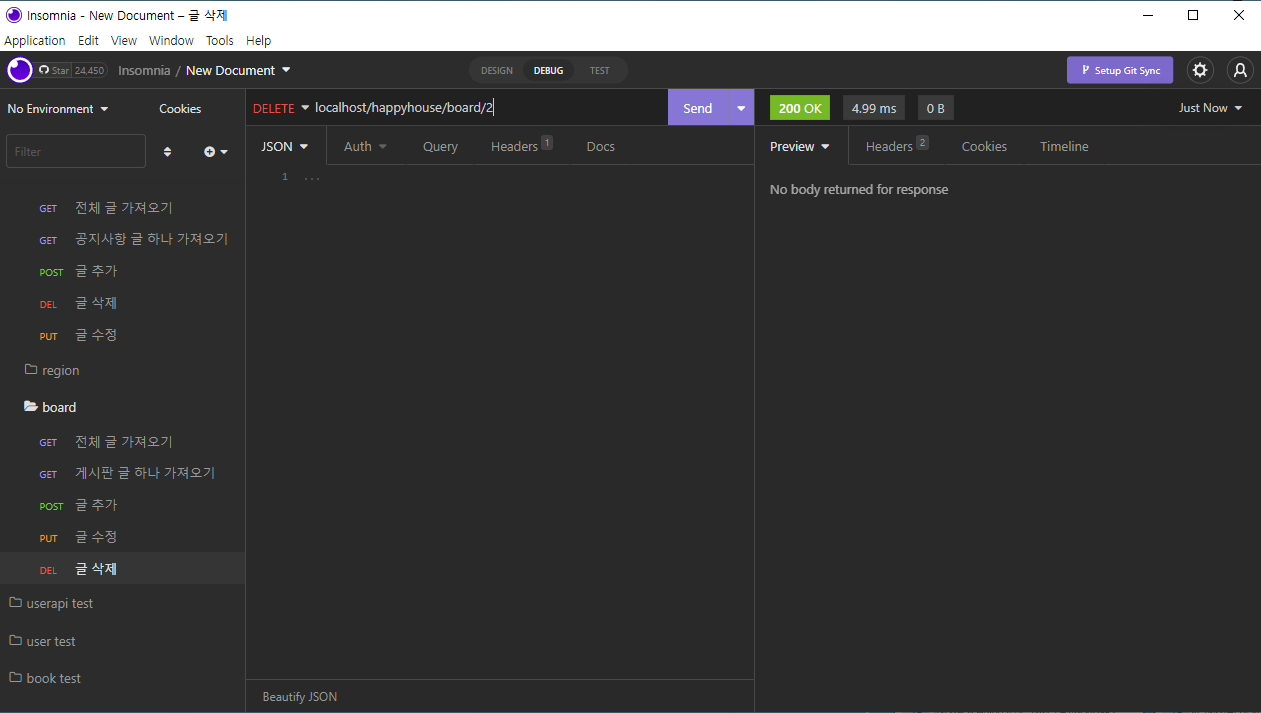 Insomnia - New Document – 글 삭제
Application Edit View Window Tools Help
Star 24,450 Insomnia / New Document DESIGN DEBUG TEST Setup Git Sync
No Environment Cookies DELETE localhost/happyhouse/board/2 Send 200 OK 4.99 ms 0 B Just Now
Filter JSON Auth Query Headers 1 Docs Preview Headers 2 Cookies Timeline
1 ...
No body returned for response
GET 전체 글 가져오기
GET 공지사항 글 하나 가져오기
POST 글 추가
DEL 글 삭제
PUT 글 수정
region
board
GET 전체 글 가져오기
GET 게시판 글 하나 가져오기
POST 글 추가
PUT 글 수정
DEL 글 삭제
userapi test
user test
book test
Beautify JSON